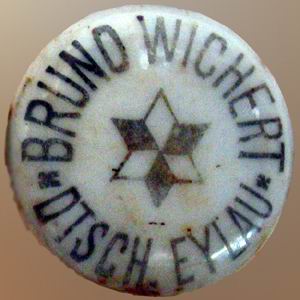 BRUNO WICHERT
* DTSCH. EYLAU *